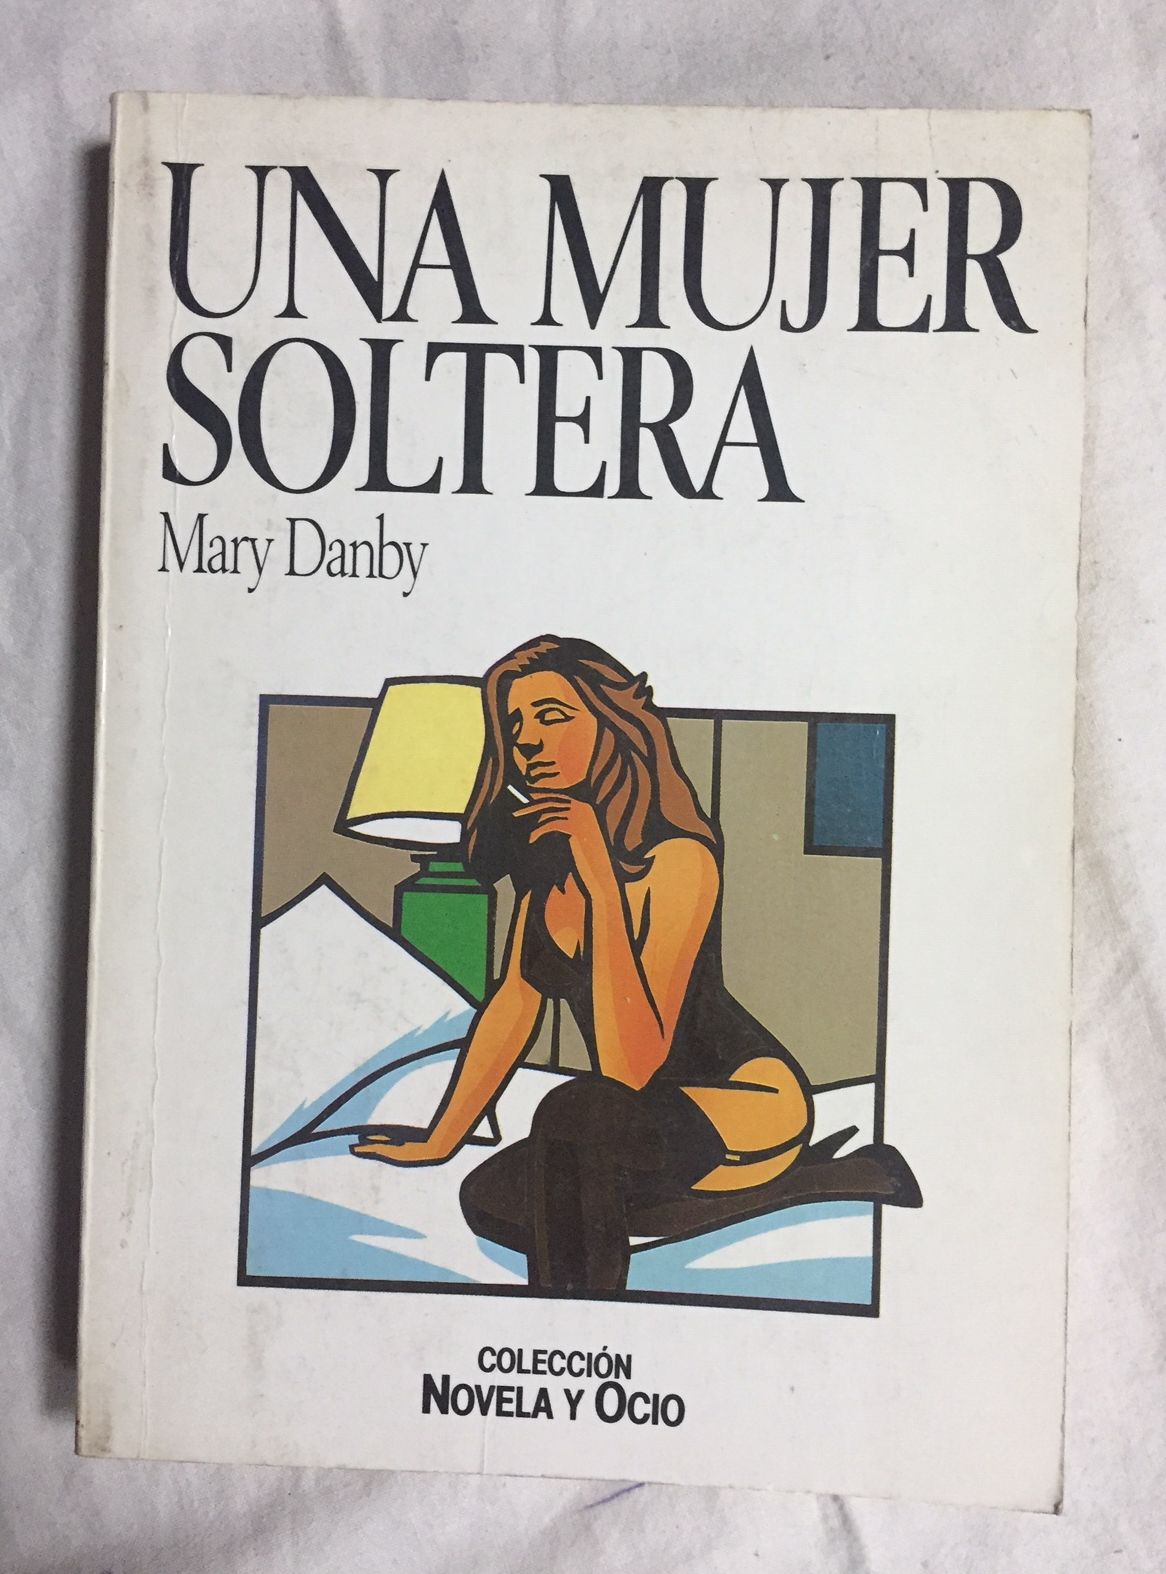 UNA MUJER
SOLTERA
Mary Danby
COLECCIÓN
NOVELA Y OCIO